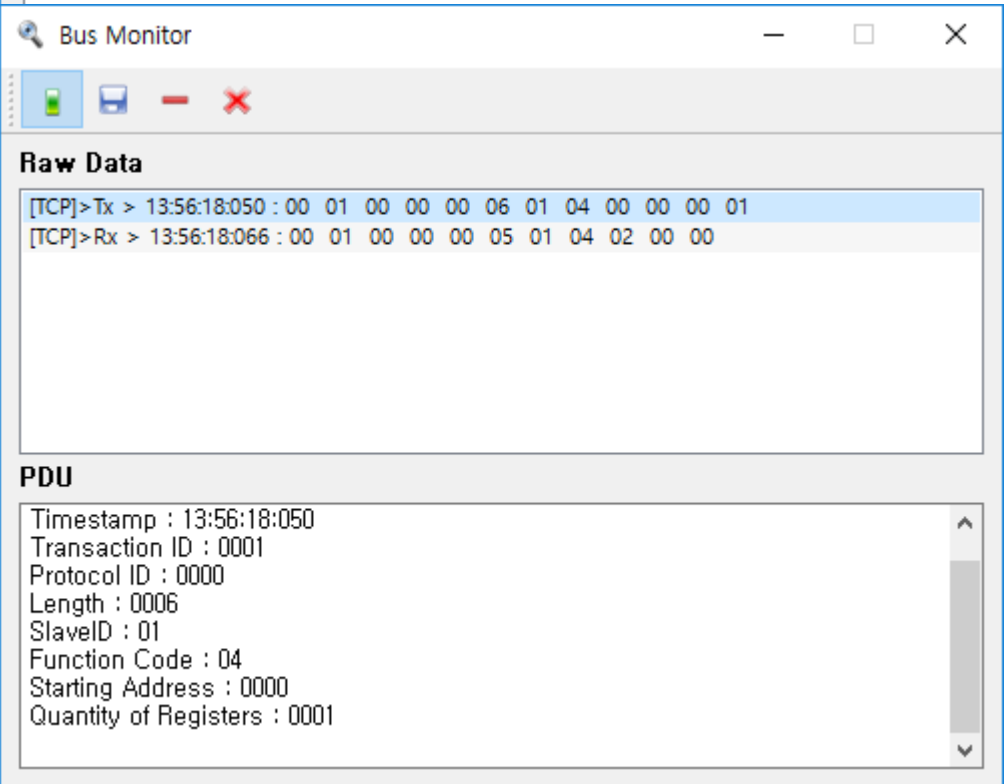 Bus Monitor
Raw Data
[TCP]>Tx > 13:56:18:050 : 00 01 00 00 00 06 01 04 00 00 00 01
[TCP]>Rx > 13:56:18:066 : 00 01 00 00 00 05 01 04 02 00 00
PDU
Timestamp : 13:56:18:050
Transaction ID : 0001
Protocol ID : 0000
Length : 0006
SlaveID : 01
Function Code : 04
Starting Address : 0000
Quantity of Registers : 0001